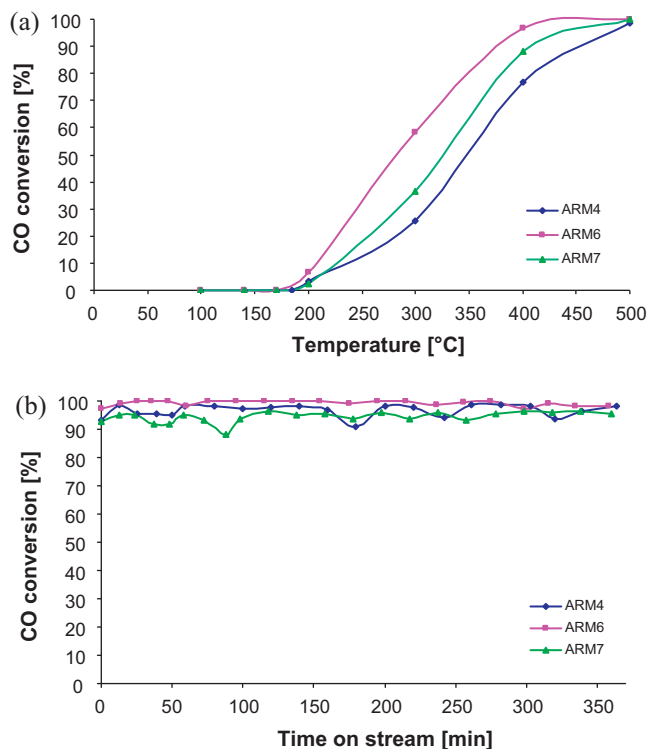 (a)
CO conversion [%]
100
90
80
70
60
50
40
30
20
10
0
ARM4
ARM6
ARM7
0 50 100 150 200 250 300 350 400 450 500
Temperature [°C]
(b)
CO conversion [%]
100
90
80
70
60
50
40
30
20
10
0
ARM4
ARM6
ARM7
0 50 100 150 200 250 300 350
Time on stream [min]